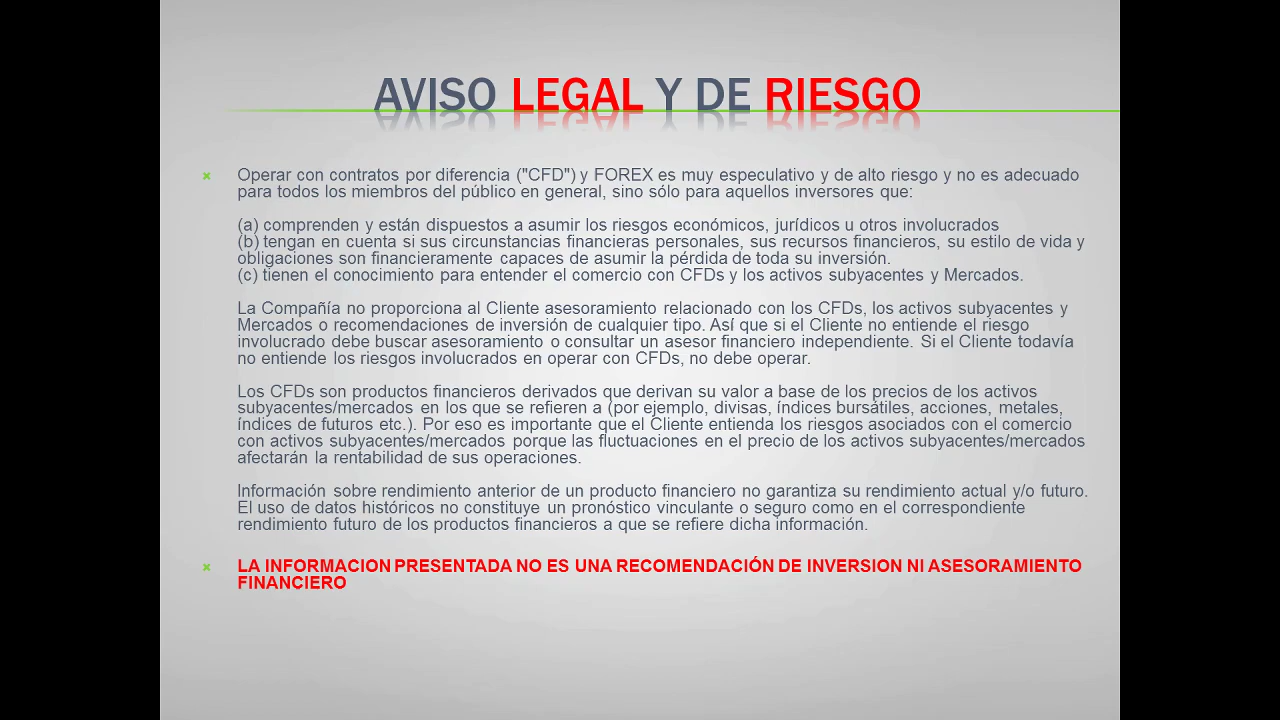 AVISO LEGAL Y DE RIESGO
Operar con contratos por diferencia ("CFD") y FOREX es muy especulativo y de alto riesgo y no es adecuado
para todos los miembros del público en general, sino sólo para aquellos inversores que:
(a) comprenden y están dispuestos a asumir los riesgos económicos, jurídicos u otros involucrados
(b) tengan en cuenta si sus circunstancias financieras personales, sus recursos financieros, su estilo de vida y
obligaciones son financieramente capaces de asumir la pérdida de toda su inversión.
(c) tienen el conocimiento para entender el comercio con CFDs y los activos subyacentes y Mercados.
La Compañía no proporciona al Cliente asesoramiento relacionado con los CFDs, los activos subyacentes y
Mercados o recomendaciones de inversión de cualquier tipo. Así que si el Cliente no entiende el riesgo
involucrado debe buscar asesoramiento o consultar un asesor financiero independiente. Si el Cliente todavía
no entiende los riesgos involucrados en operar con CFDs, no debe operar.
Los CFDs son productos financieros derivados que derivan su valor a base de los precios de los activos
subyacentes/mercados en los que se refieren a (por ejemplo, divisas, índices bursátiles, acciones, metales,
índices de futuros etc.). Por eso es importante que el Cliente entienda los riesgos asociados con el comercio
con activos subyacentes/mercados porque las fluctuaciones en el precio de los activos subyacentes/mercados
afectarán la rentabilidad de sus operaciones.
Información sobre rendimiento anterior de un producto financiero no garantiza su rendimiento actual y/o futuro.
El uso de datos históricos no constituye un pronóstico vinculante o seguro como en el correspondiente
rendimiento futuro de los productos financieros a que se refiere dicha información.
LA INFORMACION PRESENTADA NO ES UNA RECOMENDACIÓN DE INVERSION NI ASESORAMIENTO
FINANCIERO